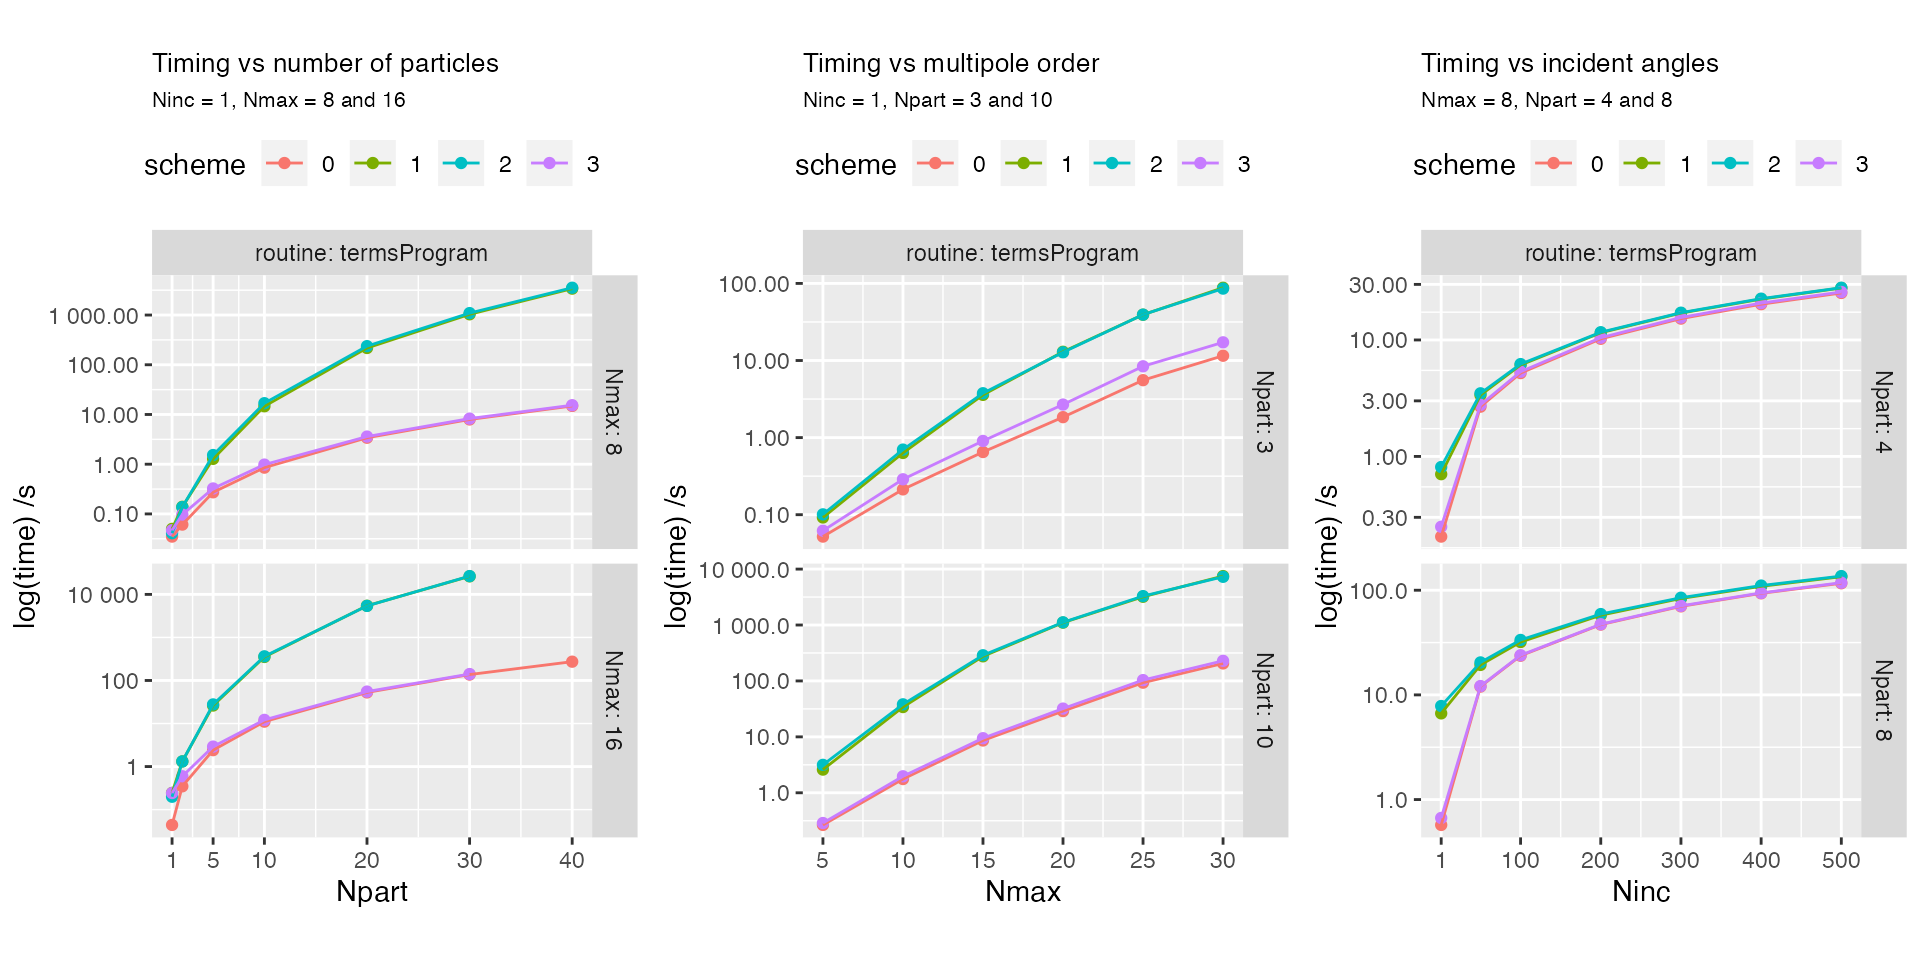 Timing vs number of particles
Ninc = 1, Nmax = 8 and 16
scheme 0 1 2 3
routine: termsProgram
1 000.00
100.00
10.00
1.00
0.10
Nmax: 8
10 000
100
1
Nmax: 16
log(time) /s
1 5 10 20 30 40
Npart
Timing vs multipole order
Ninc = 1, Npart = 3 and 10
scheme 0 1 2 3
routine: termsProgram
100.00
10.00
1.00
0.10
Npart: 3
10 000.0
1 000.0
100.0
10.0
1.0
Npart: 10
log(time) /s
5 10 15 20 25 30
Nmax
Timing vs incident angles
Nmax = 8, Npart = 4 and 8
scheme 0 1 2 3
routine: termsProgram
30.00
10.00
3.00
1.00
0.30
Npart: 4
100.0
10.0
1.0
Npart: 8
log(time) /s
1 100 200 300 400 500
Ninc